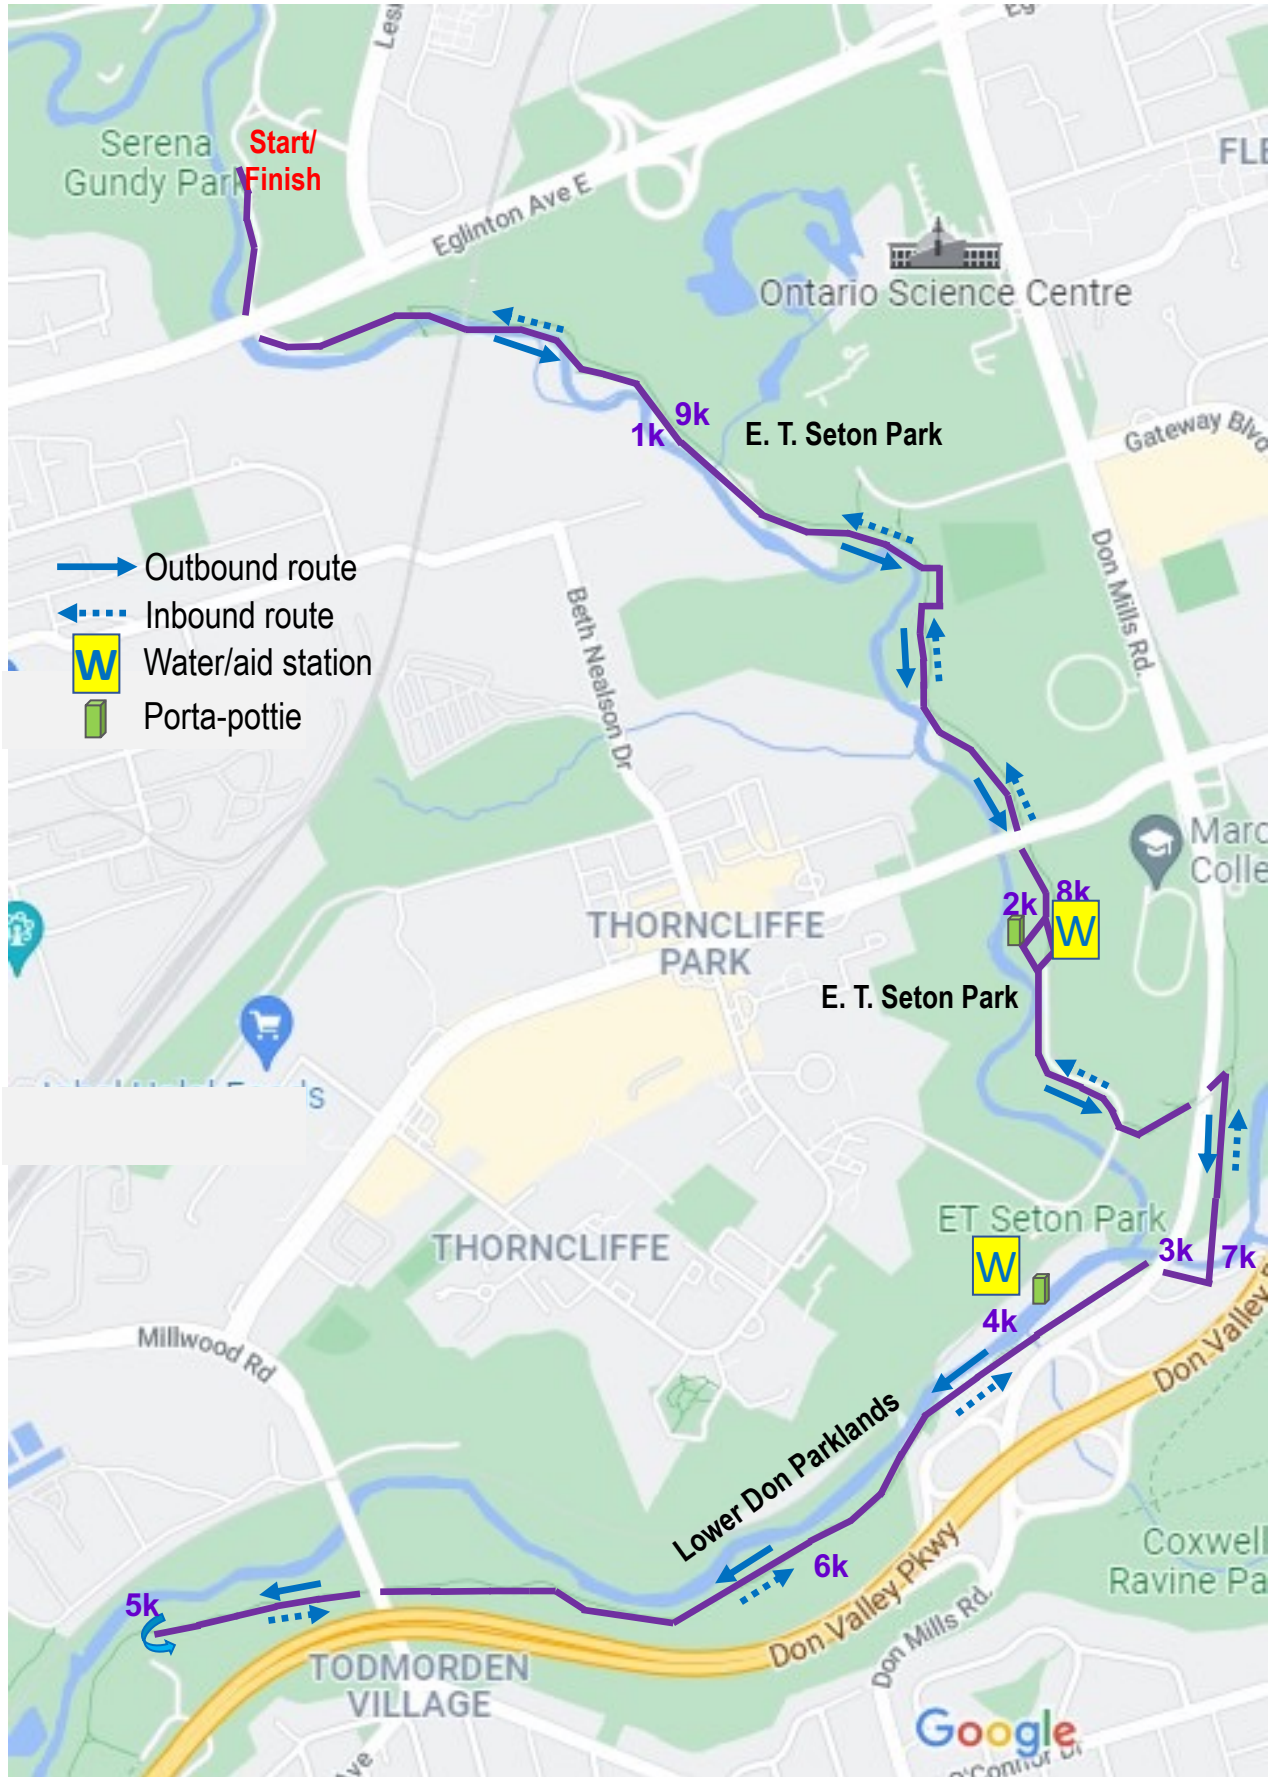 Serena
Gundy Park
Start/
Finish
Eglinton Ave E
Ontario Science Centre
1k
9k
E. T. Seton Park
Gateway Blvd
Outbound route
Inbound route
W
Water/aid station
Porta-pottie
Don Mills Rd.
Beth Nealson Dr
THORNCLIFFE
PARK
2k
8k
W
E. T. Seton Park
THORNCLIFFE
ET Seton Park
W
3k
7k
4k
Millwood Rd
Don Valley
Lower Don Parklands
6k
5k
Don Valley Pkwy
Don Mills Rd.
Coxwell
Ravine Pa
TODMORDEN
VILLAGE
Google